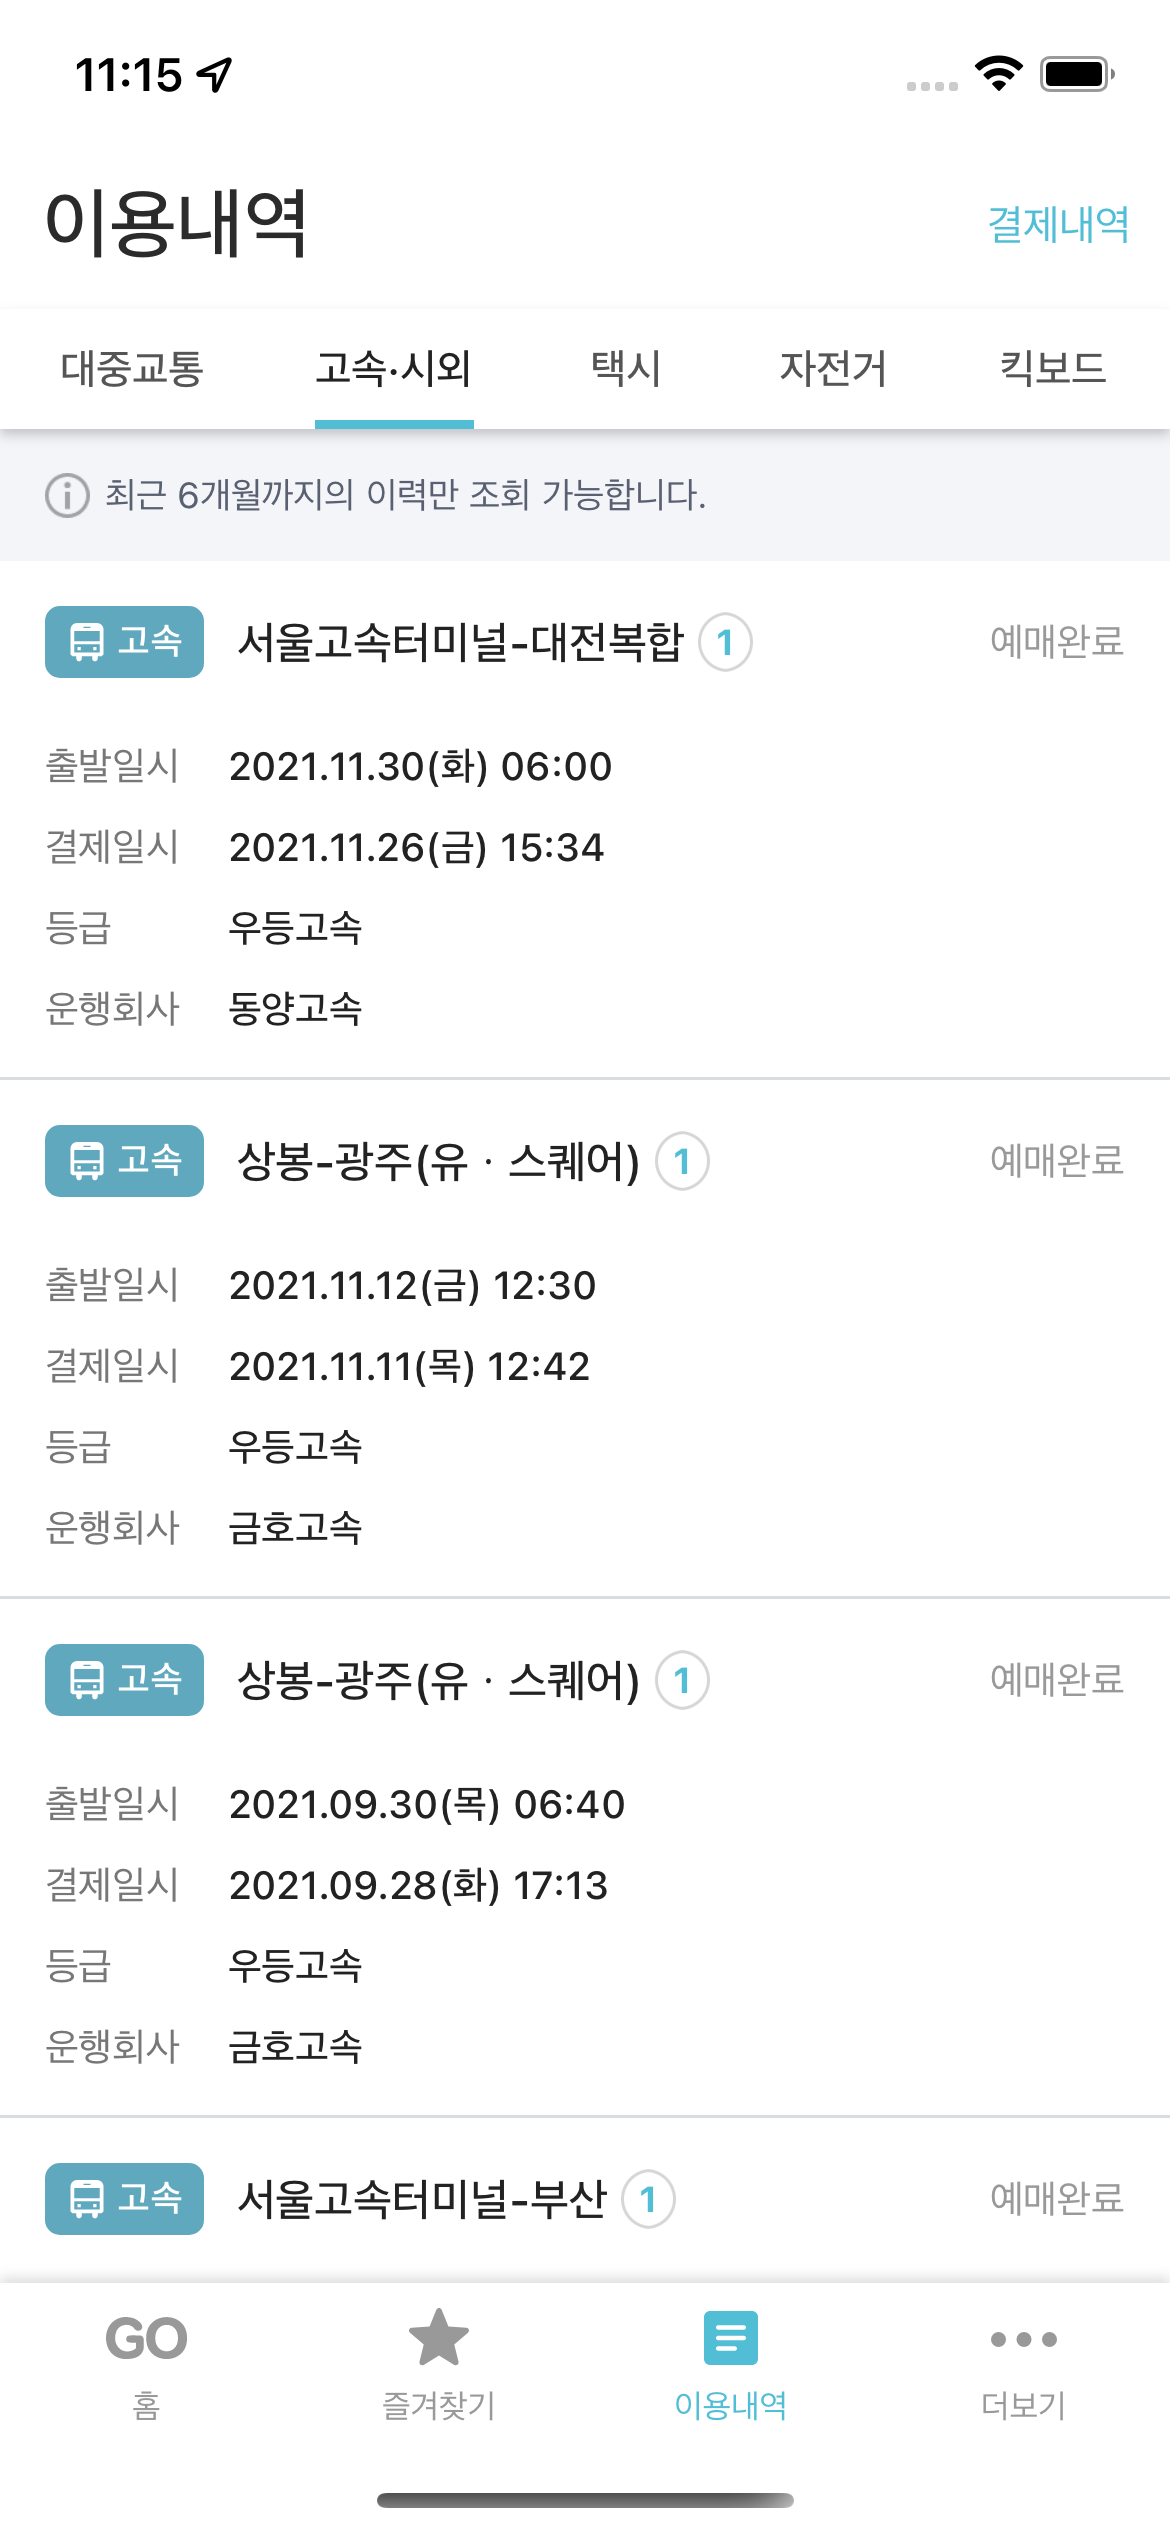 11:15
이용내역 결제내역
대중교통 고속·시외 택시 자전거 킥보드
최근 6개월까지의 이력만 조회 가능합니다.
고속 서울고속터미널-대전복합 1 예매완료
출발일시 2021.11.30(화) 06:00
결제일시 2021.11.26(금) 15:34
등급 우등고속
운행회사 동양고속
고속 상봉-광주(유 · 스퀘어) 1 예매완료
출발일시 2021.11.12(금) 12:30
결제일시 2021.11.11(목) 12:42
등급 우등고속
운행회사 금호고속
고속 상봉-광주(유 · 스퀘어) 1 예매완료
출발일시 2021.09.30(목) 06:40
결제일시 2021.09.28(화) 17:13
등급 우등고속
운행회사 금호고속
고속 서울고속터미널-부산 1 예매완료
GO
홈 즐겨찾기 이용내역 더보기